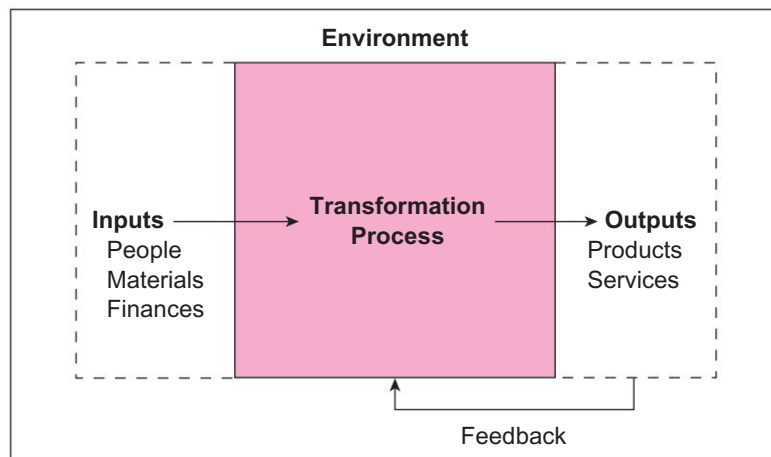 Environment
Inputs
People
Materials
Finances
Transformation
Process
Outputs
Products
Services
Feedback